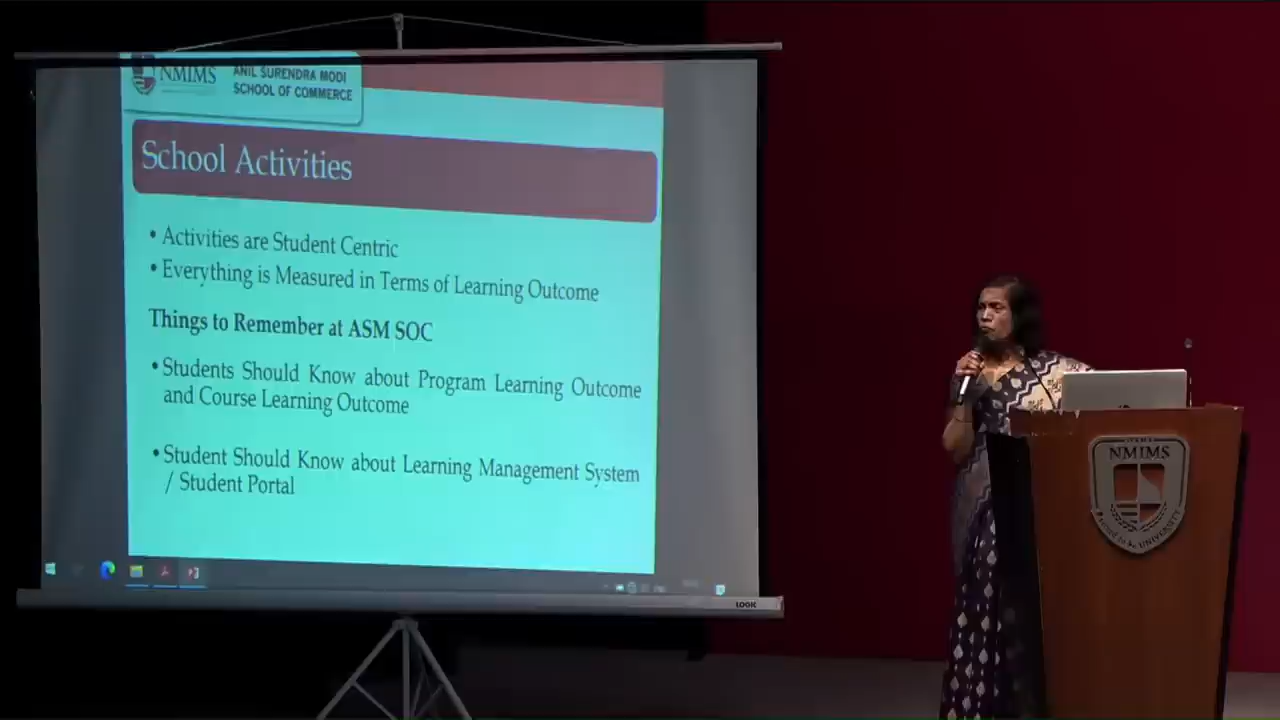 NMIMS
ANIL SURENDRA MODI
SCHOOL OF COMMERCE
School Activities
• Activities are Student Centric
• Everything is Measured in Terms of Learning Outcome
Things to Remember at ASM SOC
• Students Should Know about Program Learning Outcome
and Course Learning Outcome
• Student Should Know about Learning Management System
/ Student Portal
LOGIC
NMIMS
UNIVERSITY